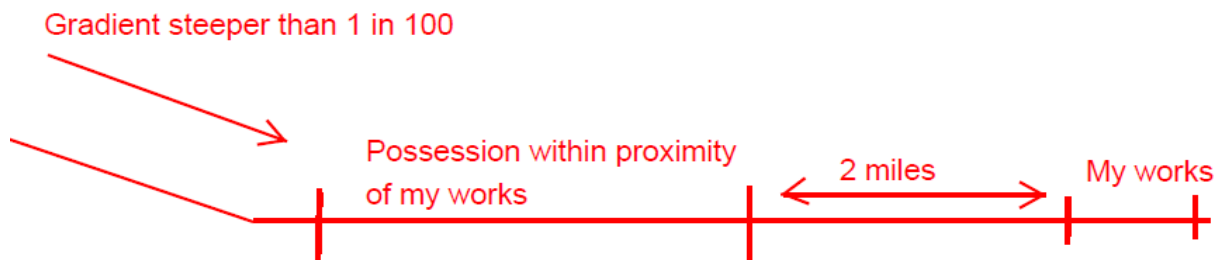 Gradient steeper than 1 in 100
Possession within proximity
of my works
2 miles
My works